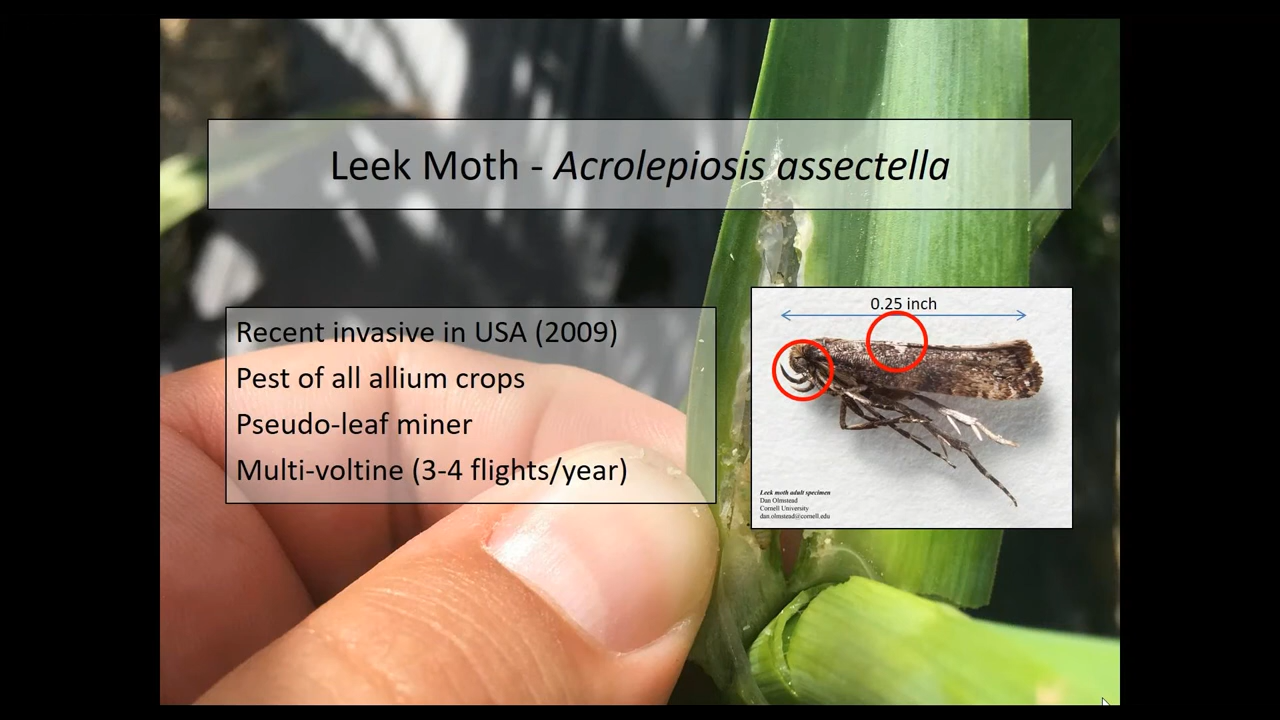 Leek Moth - Acrolepiosis assectella
Recent invasive in USA (2009)
Pest of all allium crops
Pseudo-leaf miner
Multi-voltine (3-4 flights/year)
0.25 inch
Leek moth adult specimen
Dan Olmstead
Cornell University
dan.olmstead@cornell.edu